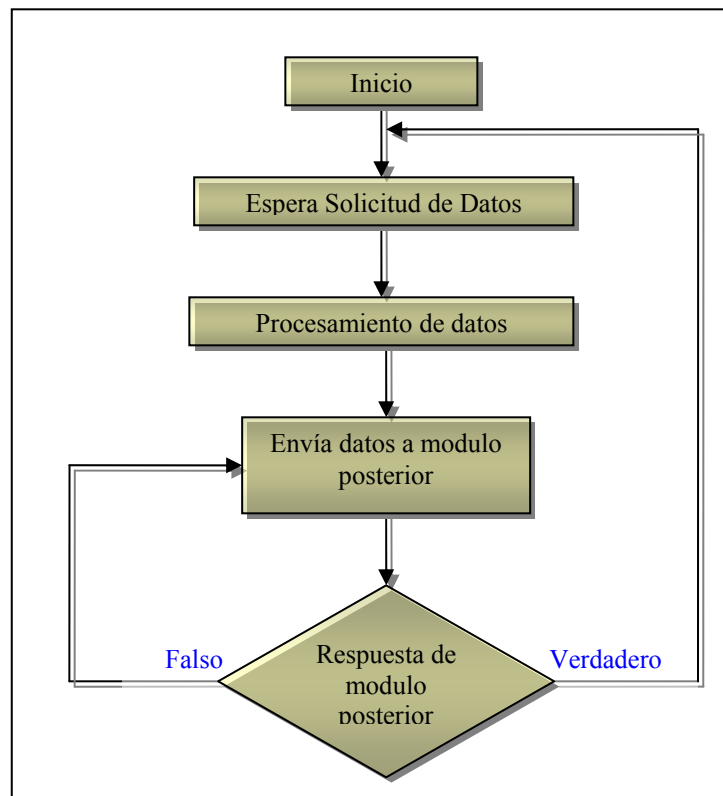 Inicio
Espera Solicitud de Datos
Procesamiento de datos
Envía datos a modulo
posterior
Falso
Respuesta de
modulo
posterior
Verdadero